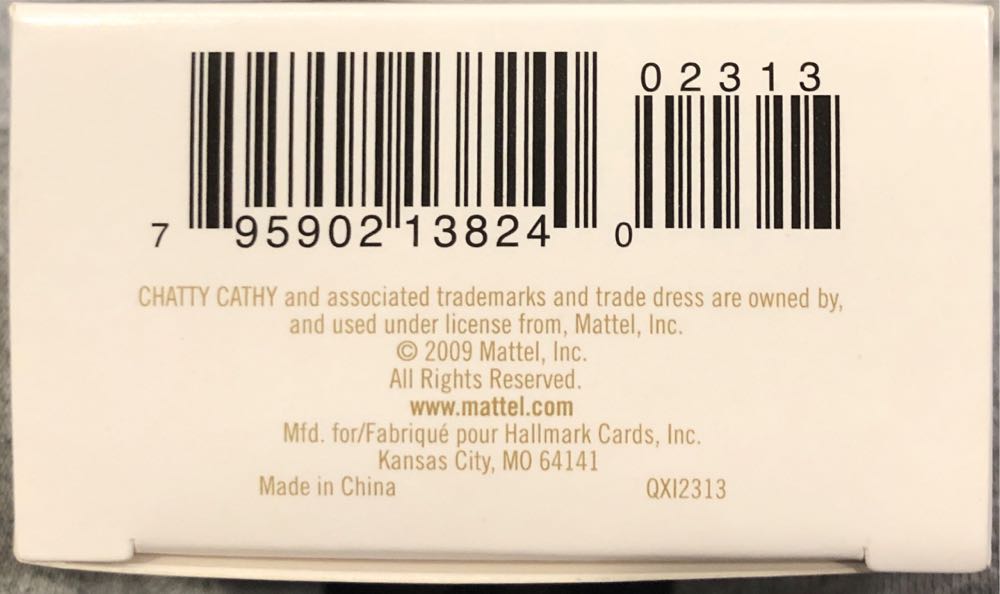 02313
7 95902 13824 0
CHATTY CATHY and associated trademarks and trade dress are owned by,
and used under license from, Mattel, Inc.
© 2009 Mattel, Inc.
All Rights Reserved.
www.mattel.com
Mfd. for/Fabriqué pour Hallmark Cards, Inc.
Kansas City, MO 64141
Made in China QXI2313